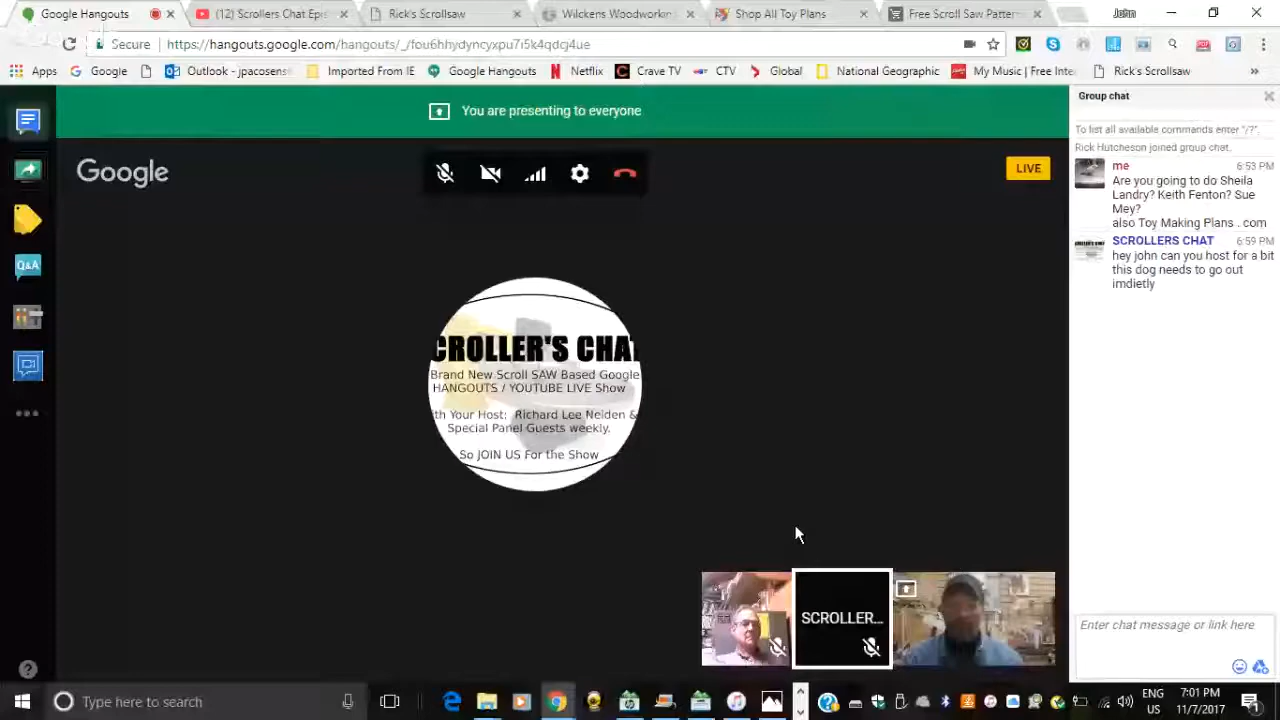 Google Hangouts
(12) Scrollers Chat Epis
Rick's Scrollsaw
Wilckens Woodworkin
Shop All Toy Plans
Free Scroll Saw Patter
John
Secure
https://hangouts.google.com/hangouts/_/fou6hhydyncyxpu7i5k4qdcj4ue
Apps
Google
Outlook - jpacosens
Imported From IE
Google Hangouts
Netflix
Crave TV
CTV
Global
National Geographic
My Music | Free Inte
Rick's Scrollsaw
»
You are presenting to everyone
Google
LIVE
Q&A
CROLLER'S CHA
Brand New Scroll SAW Based Google
HANGOUTS / YOUTUBE LIVE Show
th Your Host: Richard Lee Neiden &
Special Panel Guests weekly.
So JOIN US For the Show
SCROLLER...
Group chat
To list all available commands enter "/?".
Rick Hutcheson joined group chat.
me 6:53 PM
Are you going to do Sheila
Landry? Keith Fenton? Sue
Mey?
also Toy Making Plans . com
SCROLLERS CHAT 6:59 PM
hey john can you host for a bit
this dog needs to go out
imdietly
Enter chat message or link here
Type here to search
ENG
US
7:01 PM
11/7/2017